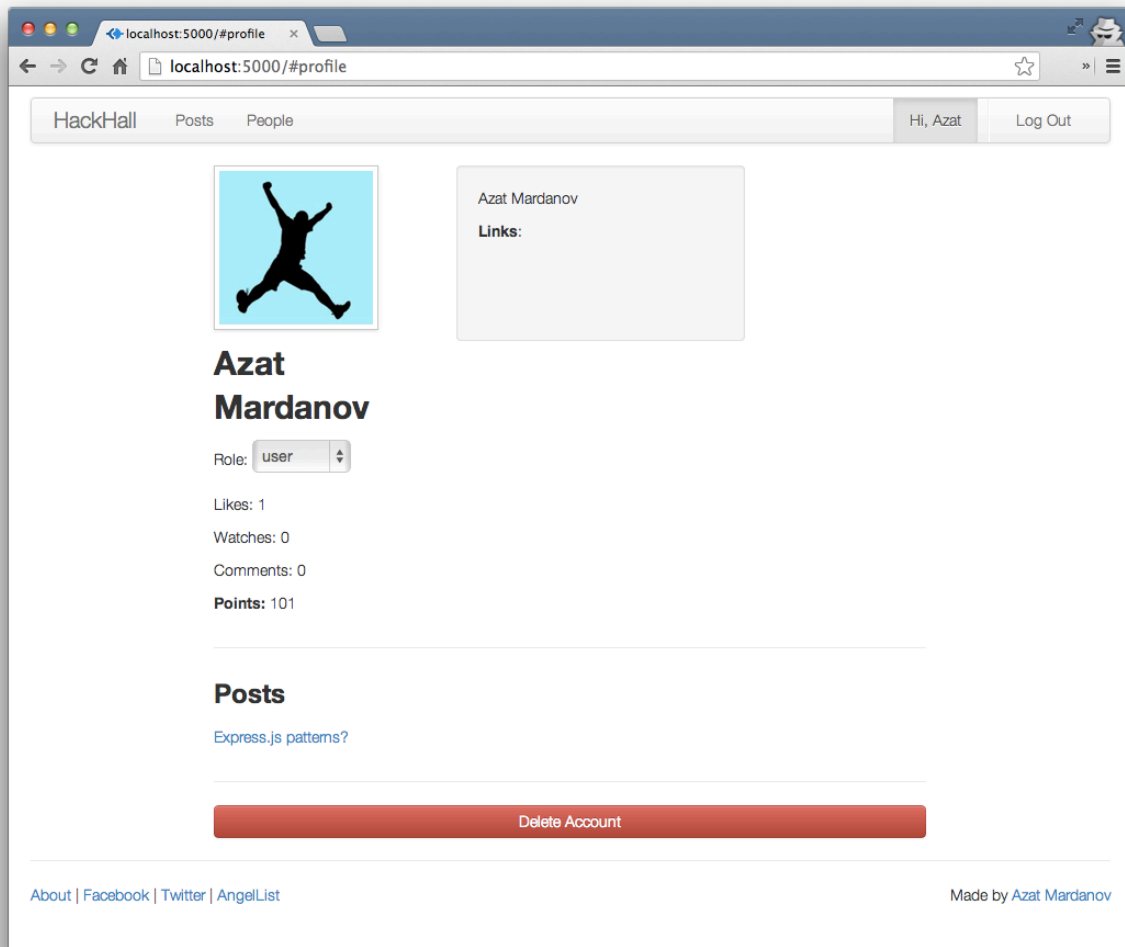 localhost:5000/#profile ×
localhost:5000/#profile » 
HackHall Posts People Hi, Azat Log Out
Azat Mardanov
Links:
Azat
Mardanov
Role: user
Likes: 1
Watches: 0
Comments: 0
Points: 101
Posts
Express.js patterns?
Delete Account
About | Facebook | Twitter | AngelList Made by Azat Mardanov